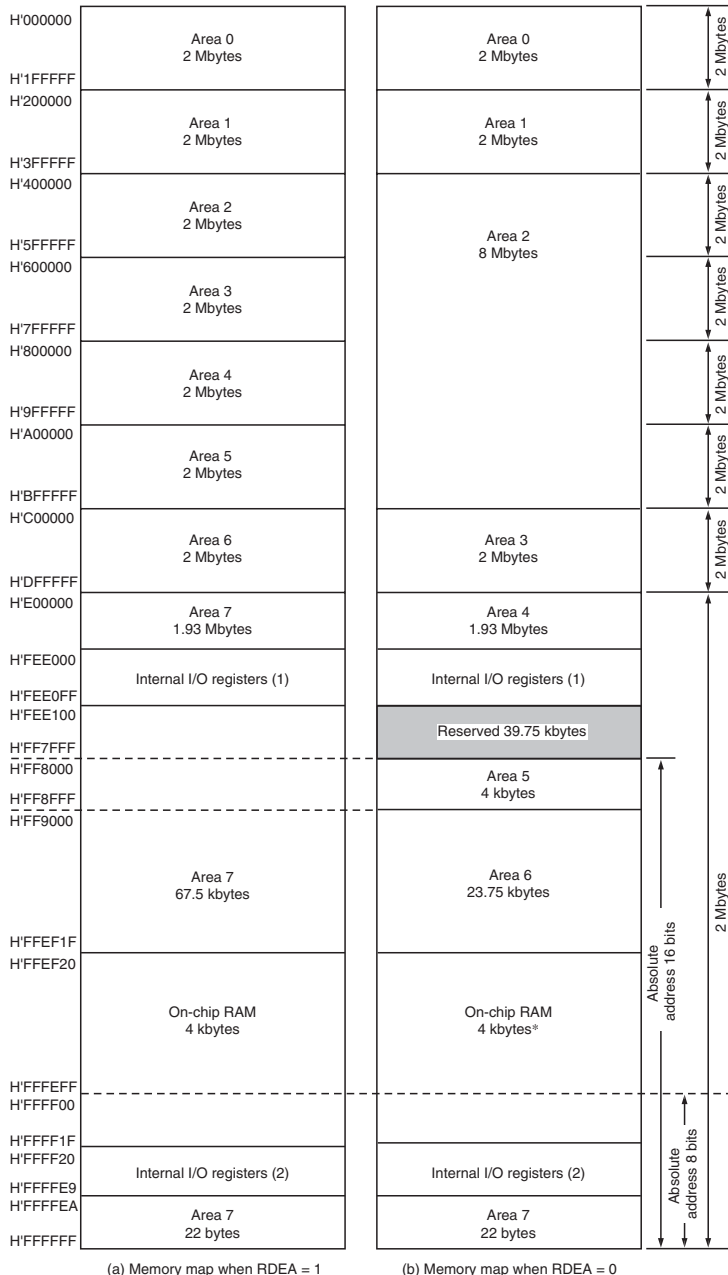 H'000000
H'1FFFFF
H'200000
H'3FFFFF
H'400000
H'5FFFFF
H'600000
H'7FFFFF
H'800000
H'9FFFFF
H'A00000
H'BFFFFF
H'C00000
H'DFFFFF
H'E00000
H'FEE000
H'FEE0FF
H'FEE100
H'FF7FFF
H'FF8000
H'FF8FFF
H'FF9000
H'FFEF1F
H'FFEF20
H'FFFEFF
H'FFFF00
H'FFFF1F
H'FFFF20
H'FFFFE9
H'FFFFEA
H'FFFFFF
Area 0
2 Mbytes
Area 1
2 Mbytes
Area 2
2 Mbytes
Area 3
2 Mbytes
Area 4
2 Mbytes
Area 5
2 Mbytes
Area 6
2 Mbytes
Area 7
1.93 Mbytes
Internal I/O registers (1)
Area 7
67.5 kbytes
On-chip RAM
4 kbytes
Internal I/O registers (2)
Area 7
22 bytes
(a) Memory map when RDEA = 1
Area 0
2 Mbytes
Area 1
2 Mbytes
Area 2
8 Mbytes
Area 3
2 Mbytes
Area 4
1.93 Mbytes
Internal I/O registers (1)
Reserved 39.75 kbytes
Area 5
4 kbytes
Area 6
23.75 kbytes
On-chip RAM
4 kbytes*
Internal I/O registers (2)
Area 7
22 bytes
(b) Memory map when RDEA = 0
2 Mbytes
2 Mbytes
2 Mbytes
2 Mbytes
2 Mbytes
2 Mbytes
2 Mbytes
2 Mbytes
Absolute
address 16 bits
Absolute
address 8 bits